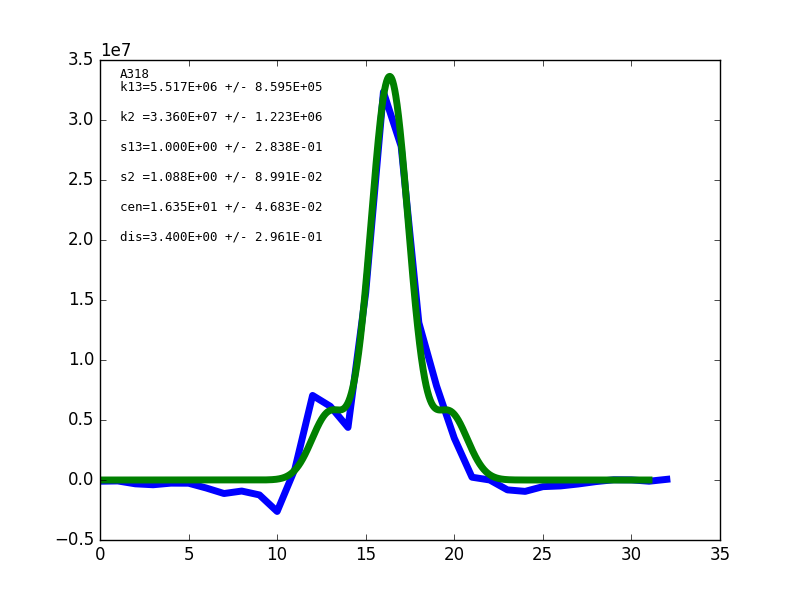 1e7
3.5
3.0
2.5
2.0
1.5
1.0
0.5
0.0
−0.5
A318
k13=5.517E+06 +/- 8.595E+05
k2 =3.360E+07 +/- 1.223E+06
s13=1.000E+00 +/- 2.838E-01
s2 =1.088E+00 +/- 8.991E-02
cen=1.635E+01 +/- 4.683E-02
dis=3.400E+00 +/- 2.961E-01
0 5 10 15 20 25 30 35